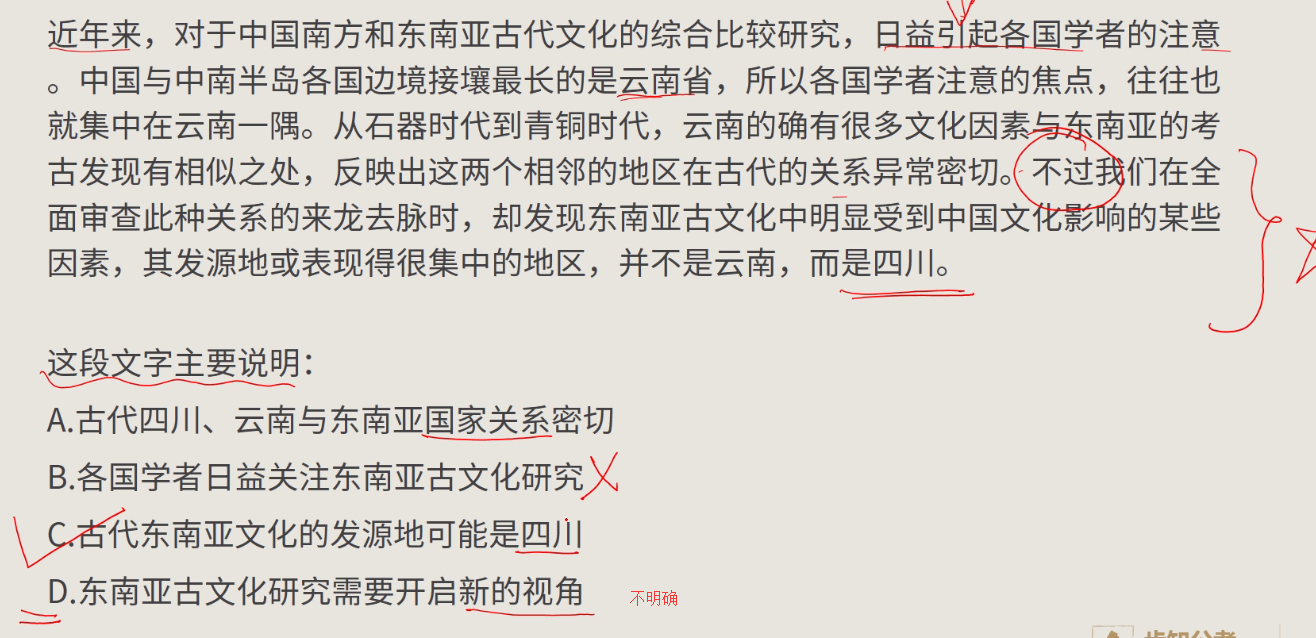 近年来，对于中国南方和东南亚古代文化的综合比较研究，日益引起各国学者的注意
。中国与中南半岛各国边境接壤最长的是云南省，所以各国学者注意的焦点，往往也
就集中在云南一隅。从石器时代到青铜时代，云南的确有很多文化因素与东南亚的考
古发现有相似之处，反映出这两个相邻的地区在古代的关系异常密切。不过我们在全
面审查此种关系的来龙去脉时，却发现东南亚古文化中明显受到中国文化影响的某些
因素，其发源地或表现得很集中的地区，并不是云南，而是四川。
这段文字主要说明：
A.古代四川、云南与东南亚国家关系密切
B.各国学者日益关注东南亚古文化研究
C.古代东南亚文化的发源地可能是四川
D.东南亚古文化研究需要开启新的视角
不明确